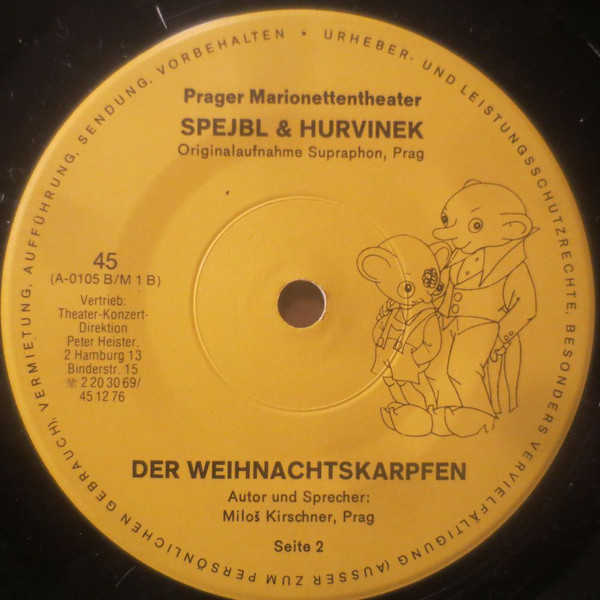 URHEBER- UND LEISTUNGSSCHUTZRECHTE, BESONDERS VERVIELFÄLTIGUNG (AUSSER ZUM PERSÖNLICHEN GEBRAUCH), VERMIETUNG, AUFFÜHRUNG, SENDUNG, VORBEHALTEN •
Prager Marionettentheater
SPEJBL & HURVINEK
Originalaufnahme Supraphon, Prag
45
(A-0105 B/M 1 B)
Vertrieb:
Theater-Konzert-
Direktion
Peter Heister,
2 Hamburg 13
Binderstr. 15
2 20 30 69/
45 12 76
DER WEIHNACHTSKARPFEN
Autor und Sprecher:
Miloš Kirschner, Prag
Seite 2